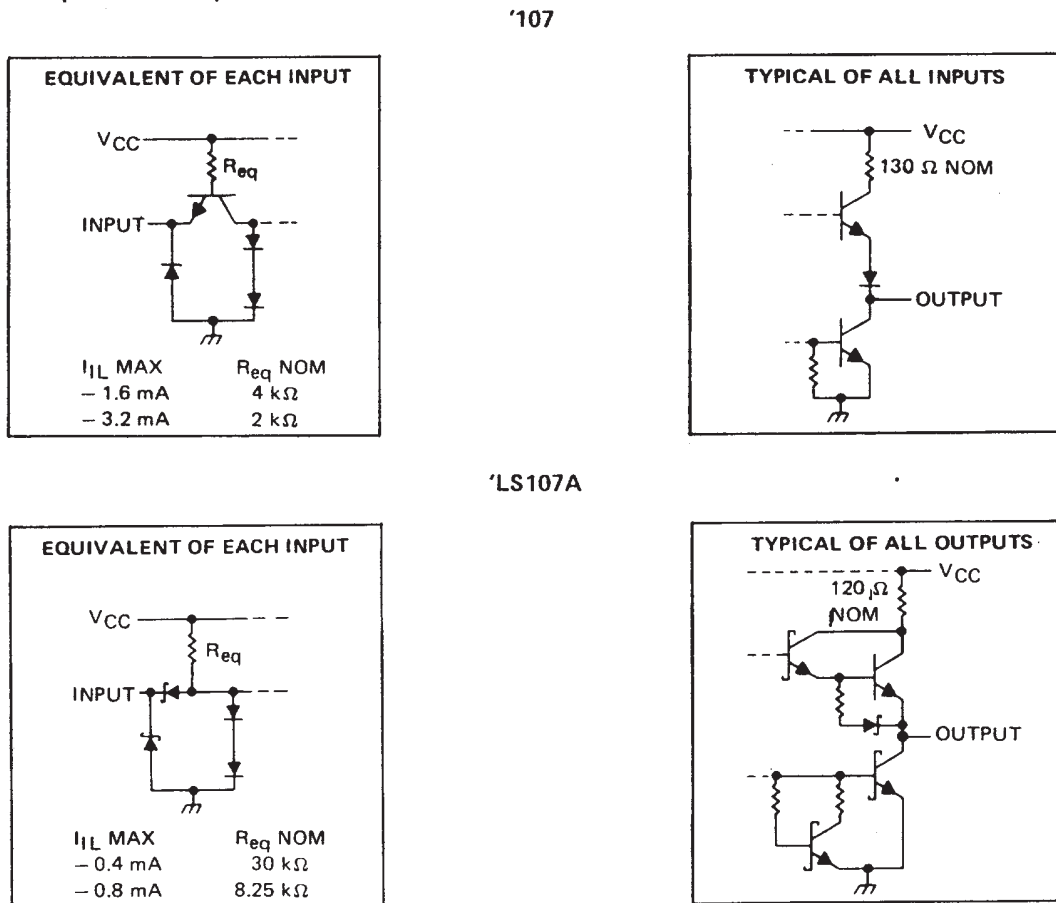 '107
EQUIVALENT OF EACH INPUT
VCC
Req
INPUT
IIL MAX Req NOM
– 1.6 mA 4 kΩ
– 3.2 mA 2 kΩ
TYPICAL OF ALL INPUTS
VCC
130 Ω NOM
OUTPUT
'LS107A
EQUIVALENT OF EACH INPUT
VCC
Req
INPUT
IIL MAX Req NOM
– 0.4 mA 30 kΩ
– 0.8 mA 8.25 kΩ
TYPICAL OF ALL OUTPUTS
VCC
120 Ω
NOM
OUTPUT